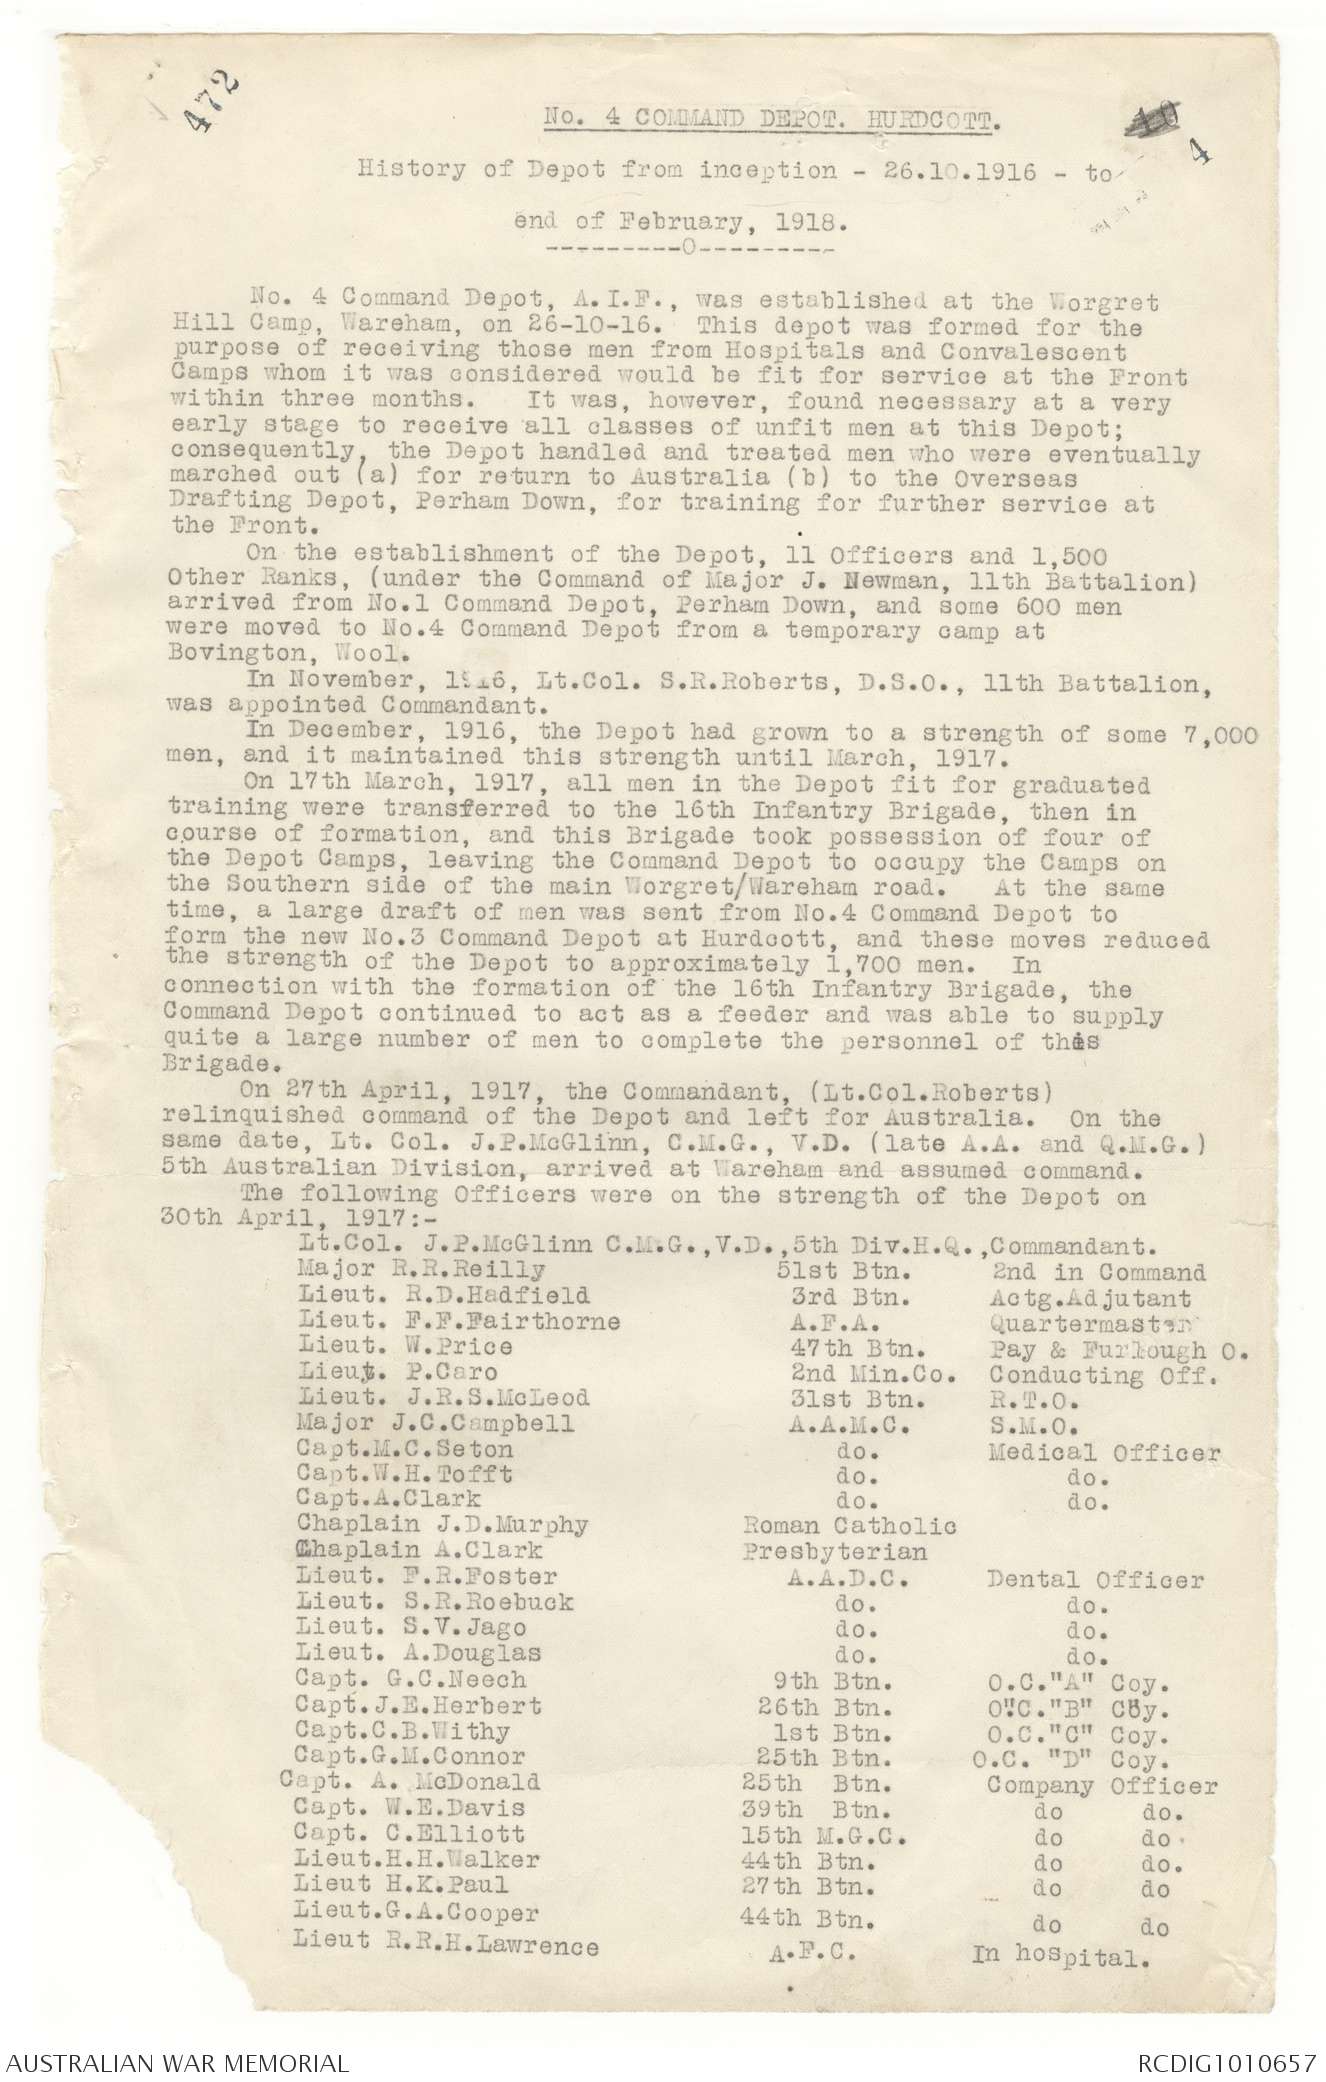 472
No. 4 COMMAND DEPOT. HURDCOTT.
4
History of Depot from inception - 26.10.1916 - to
end of February, 1918.
---------O---------
No. 4 Command Depot, A.I.F., was established at the Worgret
Hill Camp, Wareham, on 26-10-16. This depot was formed for the
purpose of receiving those men from Hospitals and Convalescent
Camps whom it was considered would be fit for service at the Front
within three months. It was, however, found necessary at a very
early stage to receive all classes of unfit men at this Depot;
consequently, the Depot handled and treated men who were eventually
marched out (a) for return to Australia (b) to the Overseas
Drafting Depot, Perham Down, for training for further service at
the Front.
On the establishment of the Depot, 11 Officers and 1,500
Other Ranks, (under the Command of Major J. Newman, 11th Battalion)
arrived from No.1 Command Depot, Perham Down, and some 600 men
were moved to No.4 Command Depot from a temporary camp at
Bovington, Wool.
In November, 1916, Lt.Col. S.R.Roberts, D.S.O., 11th Battalion,
was appointed Commandant.
In December, 1916, the Depot had grown to a strength of some 7,000
men, and it maintained this strength until March, 1917.
On 17th March, 1917, all men in the Depot fit for graduated
training were transferred to the 16th Infantry Brigade, then in
course of formation, and this Brigade took possession of four of
the Depot Camps, leaving the Command Depot to occupy the Camps on
the Southern side of the main Worgret/Wareham road. At the same
time, a large draft of men was sent from No.4 Command Depot to
form the new No.3 Command Depot at Hurdcott, and these moves reduced
the strength of the Depot to approximately 1,700 men. In
connection with the formation of the 16th Infantry Brigade, the
Command Depot continued to act as a feeder and was able to supply
quite a large number of men to complete the personnel of this
Brigade.
On 27th April, 1917, the Commandant, (Lt.Col.Roberts)
relinquished command of the Depot and left for Australia. On the
same date, Lt. Col. J.P.McGlinn, C.M.G., V.D. (late A.A. and Q.M.G.)
5th Australian Division, arrived at Wareham and assumed command.
The following Officers were on the strength of the Depot on
30th April, 1917:-
Lt.Col. J.P.McGlinn C.M.G.,V.D.,5th Div.H.Q.,Commandant.
Major R.R.Reilly 51st Btn. 2nd in Command
Lieut. R.D.Hadfield 3rd Btn. Actg.Adjutant
Lieut. F.F.Fairthorne A.F.A. Quartermaster
Lieut. W.Price 47th Btn. Pay & Furlough O.
Lieut. P.Caro 2nd Min.Co. Conducting Off.
Lieut. J.R.S.McLeod 31st Btn. R.T.O.
Major J.C.Campbell A.A.M.C. S.M.O.
Capt.M.C.Seton do. Medical Officer
Capt.W.H.Tofft do. do.
Capt.A.Clark do. do.
Chaplain J.D.Murphy Roman Catholic
Chaplain A.Clark Presbyterian
Lieut. F.R.Foster A.A.D.C. Dental Officer
Lieut. S.R.Roebuck do. do.
Lieut. S.V.Jago do. do.
Lieut. A.Douglas do. do.
Capt. G.C.Neech 9th Btn. O.C."A" Coy.
Capt.J.E.Herbert 26th Btn. O.C."B" Coy.
Capt.C.B.Withy 1st Btn. O.C."C" Coy.
Capt.G.M.Connor 25th Btn. O.C. "D" Coy.
Capt. A. McDonald 25th Btn. Company Officer
Capt. W.E.Davis 39th Btn. do do.
Capt. C.Elliott 15th M.G.C. do do.
Lieut.H.H.Walker 44th Btn. do do.
Lieut H.K.Paul 27th Btn. do do
Lieut.G.A.Cooper 44th Btn. do do
Lieut R.R.H.Lawrence A.F.C. In hospital.
AUSTRALIAN WAR MEMORIAL RCDIG1010657